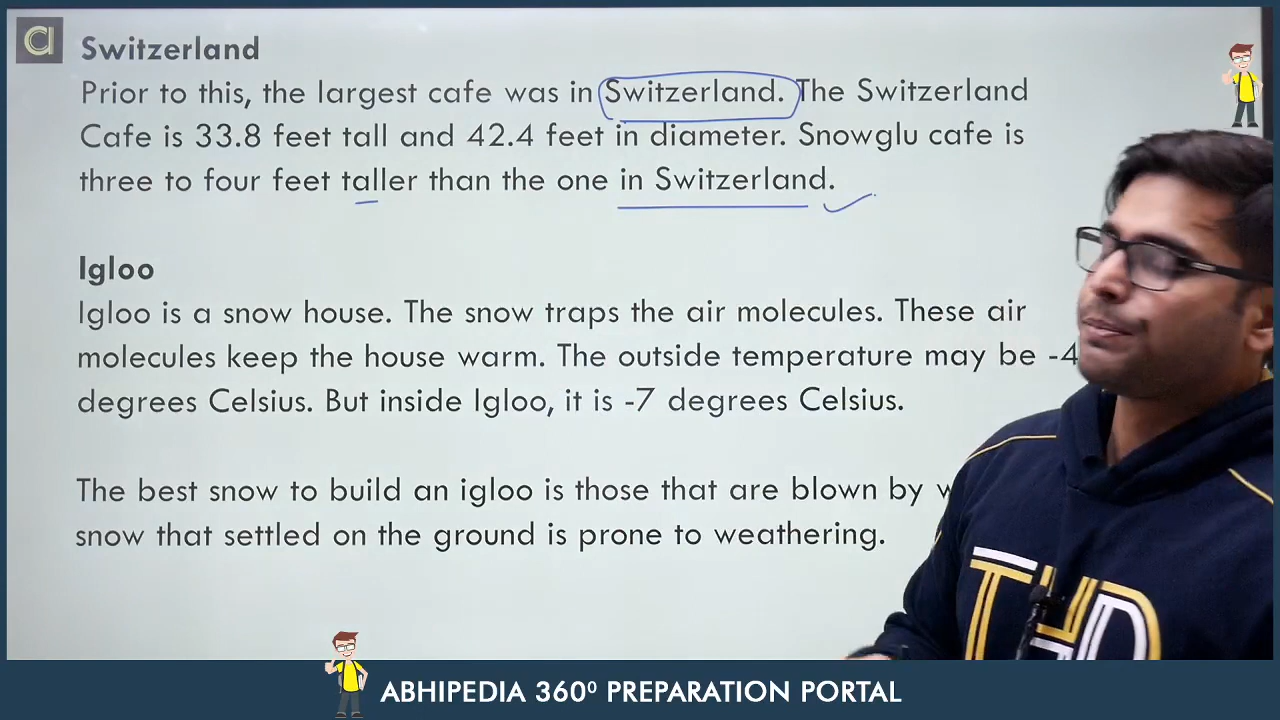 Switzerland
Prior to this, the largest cafe was in Switzerland. The Switzerland
Cafe is 33.8 feet tall and 42.4 feet in diameter. Snowglu cafe is
three to four feet taller than the one in Switzerland.
Igloo
Igloo is a snow house. The snow traps the air molecules. These air
molecules keep the house warm. The outside temperature may be -4
degrees Celsius. But inside Igloo, it is -7 degrees Celsius.
The best snow to build an igloo is those that are blown by
snow that settled on the ground is prone to weathering.
THD
ABHIPEDIA 360⁰ PREPARATION PORTAL